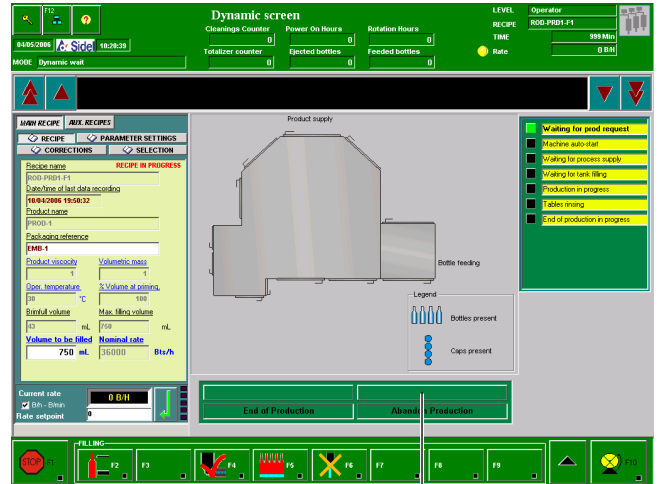 F12
?
04/05/2006 Sidel 10:20:39
MODE Dynamic wait
Dynamic screen
Cleanings Counter Power On Hours Rotation Hours
0 0 0
Totalizer counter Ejected bottles Feeded bottles
0 0 0
LEVEL Operator
RECIPE ROD-PRD1-F1
TIME 999 Min
Rate 0 B/H
MAIN RECIPE AUX. RECIPES
RECIPE PARAMETER SETTINGS
CORRECTIONS SELECTION
Recipe name RECIPE IN PROGRESS
ROD-PRD1-F1
Date/time of last data recording
10/04/2006 19:50:32
Product name
PROD-1
Packaging reference
EMB-1
Product viscocity Volumetric mass
1 1
Oper. temperature % Volume at priming,
30 °C 100
Brimfull volume Max. filling volume
43 mL 750 mL
Volume to be filled Nominal rate
750 mL 36000 Bts/h
Current rate 0 B/H
B/h - B/min
Rate setpoint 0
Product supply
Bottle feeding
Legend
Bottles present
Caps present
End of Production Abandon Production
Waiting for prod request
Machine auto-start
Waiting for process supply
Waiting for tank filling
Production in progress
Tables rinsing
End of production in progress
FILLING
STOP F1 F2 F3 F4 F5 F6 F7 F8 F9 F10